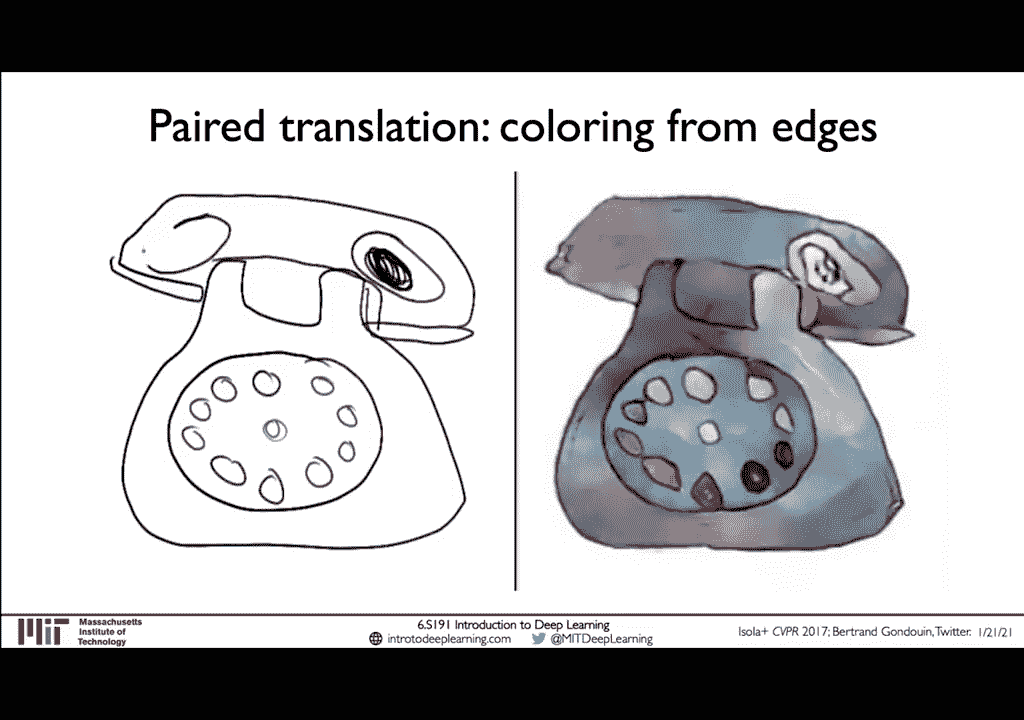 Paired translation: coloring from edges
MIT
Massachusetts
Institute of
Technology
6.S191 Introduction to Deep Learning
introtodeeplearning.com @MITDeepLearning
Isola+ CVPR 2017; Bertrand Gondouin, Twitter. 1/21/21